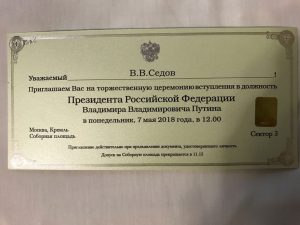 В.В.Седов
Уважаемый !
Приглашаем Вас на торжественную церемонию вступления в должность
Президента Российской Федерации
Владимира Владимировича Путина
в понедельник, 7 мая 2018 года, в 12.00
Москва, Кремль
Соборная площадь
Сектор 3
Приглашение действительно при предъявлении документа, удостоверяющего личность
Допуск на Соборную площадь прекращается в 11.15